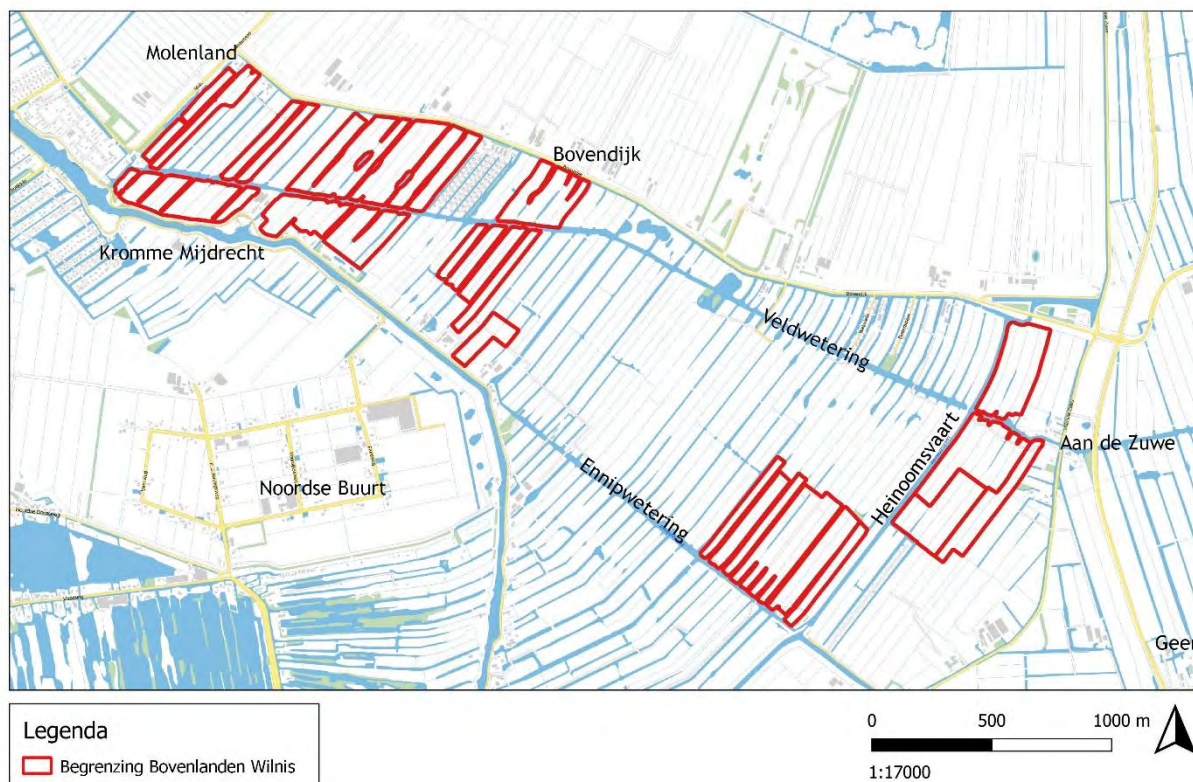 Molenland
Bovendijk
Kromme Mijdrecht
Veldwetering
Aan de Zuwe
Heinoomsvaart
Ennipwetering
Noordse Buurt
Geer
Legenda
Begrenzing Bovenlanden Wilnis
0 500 1000 m
1:17000